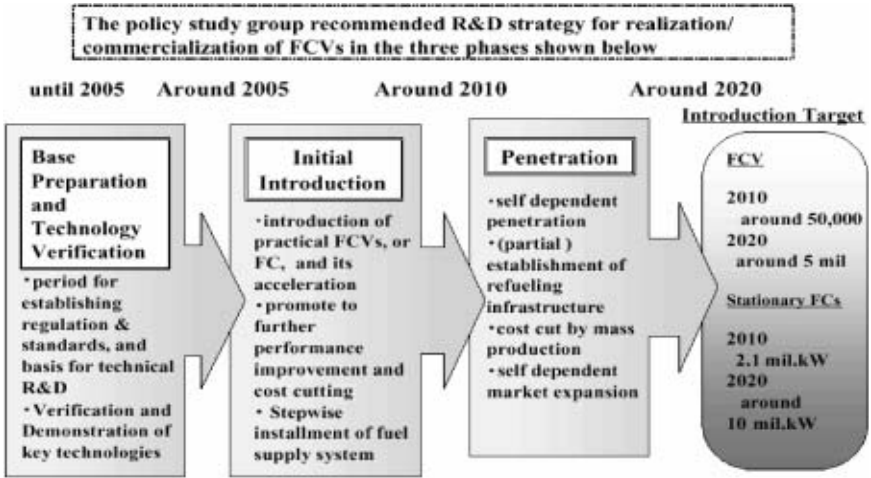 The policy study group recommended R&D strategy for realization/
commercialization of FCVs in the three phases shown below
until 2005
Around 2005
Around 2010
Around 2020
Base
Preparation
and
Technology
Verification
・period for
establishing
regulation &
standards, and
basis for technical
R&D
・Verification and
Demonstration of
key technologies
Initial
Introduction
・introduction of
practical FCVs, or
FC, and its
acceleration
・promote to
further
performance
improvement and
cost cutting
・Stepwise
installment of fuel
supply system
Penetration
・self dependent
penetration
・(partial )
establishment of
refueling
infrastructure
・cost cut by mass
production
・self dependent
market expansion
Introduction Target
FCV
2010
around 50,000
2020
around 5 mil
Stationary FCs
2010
2.1 mil.kW
2020
around
10 mil.kW